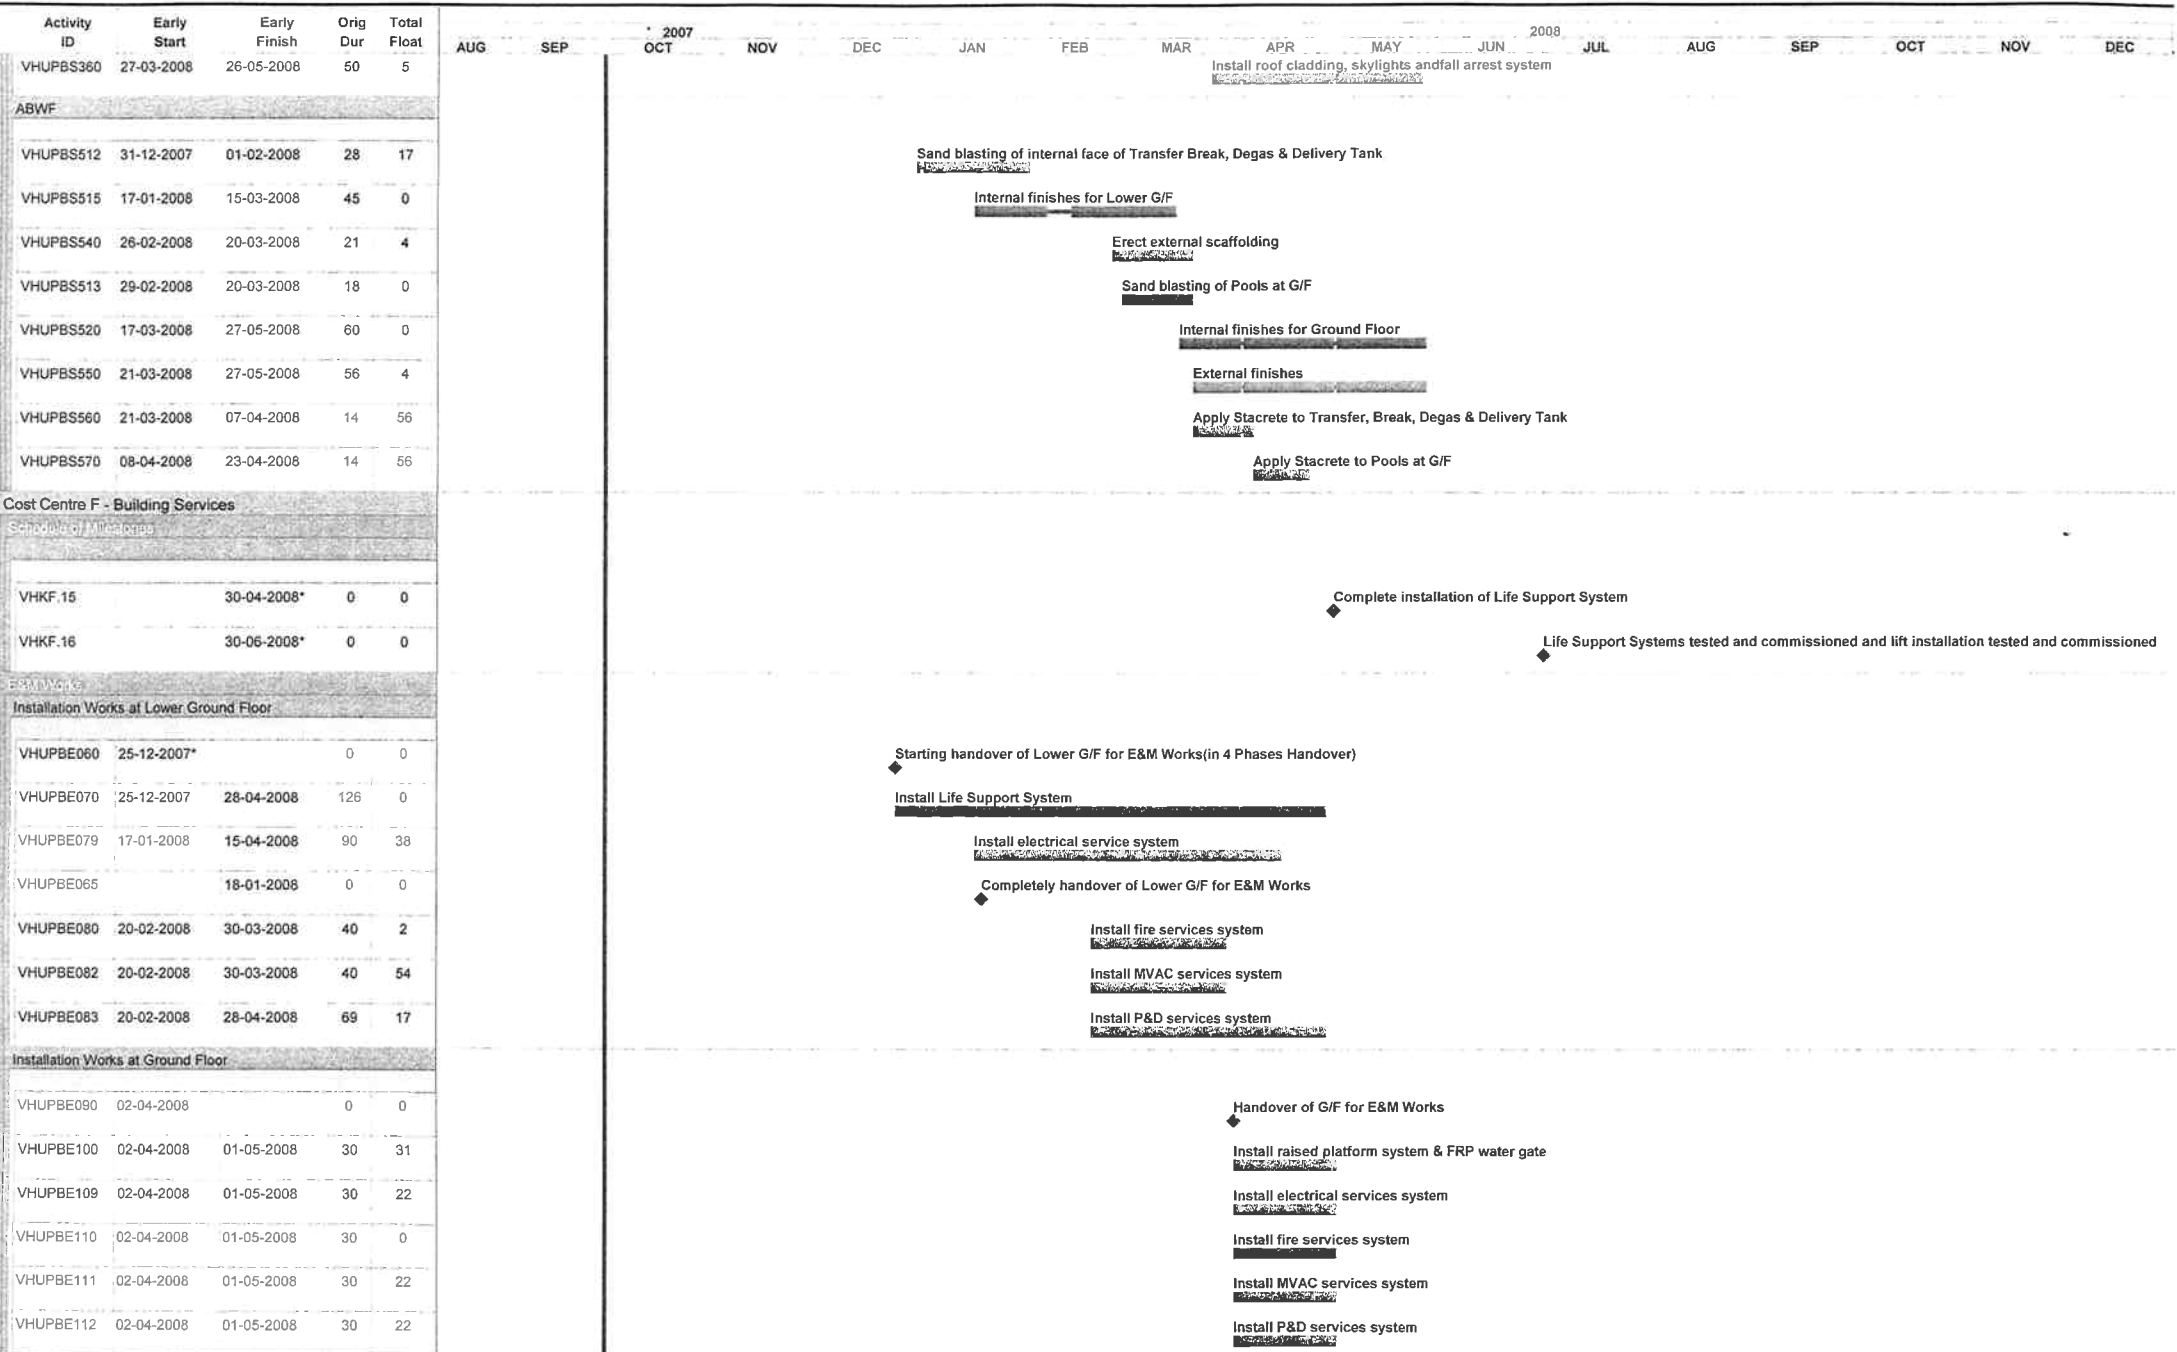 Activity ID Early Start Early Finish Orig Dur Total Float
2007 2008
AUG SEP OCT NOV DEC JAN FEB MAR APR MAY JUN JUL AUG SEP OCT NOV DEC
VHUPBS360 27-03-2008 26-05-2008 50 5 Install roof cladding, skylights andfall arrest system
ABWF
VHUPBS512 31-12-2007 01-02-2008 28 17 Sand blasting of internal face of Transfer Break, Degas & Delivery Tank
VHUPBS515 17-01-2008 15-03-2008 45 0 Internal finishes for Lower G/F
VHUPBS540 26-02-2008 20-03-2008 21 4 Erect external scaffolding
VHUPBS513 29-02-2008 20-03-2008 18 0 Sand blasting of Pools at G/F
VHUPBS520 17-03-2008 27-05-2008 60 0 Internal finishes for Ground Floor
VHUPBS550 21-03-2008 27-05-2008 56 4 External finishes
VHUPBS560 21-03-2008 07-04-2008 14 56 Apply Stacrete to Transfer, Break, Degas & Delivery Tank
VHUPBS570 08-04-2008 23-04-2008 14 56 Apply Stacrete to Pools at G/F
Cost Centre F - Building Services
Schedule of Milestones
VHKF.15 30-04-2008* 0 0 Complete installation of Life Support System
VHKF.16 30-06-2008* 0 0 Life Support Systems tested and commissioned and lift installation tested and commissioned
E&M Works
Installation Works at Lower Ground Floor
VHUPBE060 25-12-2007* 0 0 Starting handover of Lower G/F for E&M Works(in 4 Phases Handover)
VHUPBE070 25-12-2007 28-04-2008 126 0 Install Life Support System
VHUPBE079 17-01-2008 15-04-2008 90 38 Install electrical service system
VHUPBE065 18-01-2008 0 0 Completely handover of Lower G/F for E&M Works
VHUPBE080 20-02-2008 30-03-2008 40 2 Install fire services system
VHUPBE082 20-02-2008 30-03-2008 40 54 Install MVAC services system
VHUPBE083 20-02-2008 28-04-2008 69 17 Install P&D services system
Installation Works at Ground Floor
VHUPBE090 02-04-2008 0 0 Handover of G/F for E&M Works
VHUPBE100 02-04-2008 01-05-2008 30 31 Install raised platform system & FRP water gate
VHUPBE109 02-04-2008 01-05-2008 30 22 Install electrical services system
VHUPBE110 02-04-2008 01-05-2008 30 0 Install fire services system
VHUPBE111 02-04-2008 01-05-2008 30 22 Install MVAC services system
VHUPBE112 02-04-2008 01-05-2008 30 22 Install P&D services system